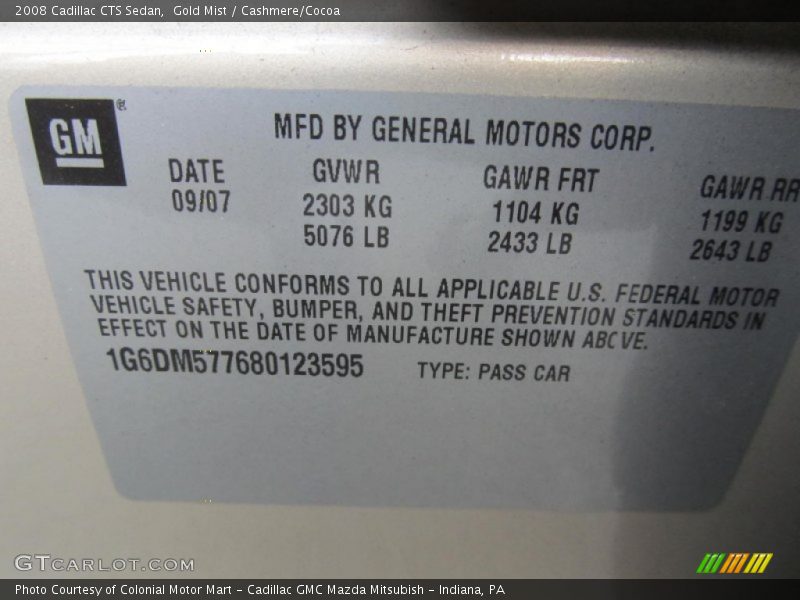 2008 Cadillac CTS Sedan, Gold Mist / Cashmere/Cocoa
GM®
MFD BY GENERAL MOTORS CORP.
DATE GVWR GAWR FRT GAWR RR
09/07 2303 KG 1104 KG 1199 KG
5076 LB 2433 LB 2643 LB
THIS VEHICLE CONFORMS TO ALL APPLICABLE U.S. FEDERAL MOTOR
VEHICLE SAFETY, BUMPER, AND THEFT PREVENTION STANDARDS IN
EFFECT ON THE DATE OF MANUFACTURE SHOWN ABOVE.
1G6DM577680123595 TYPE: PASS CAR
GTCARLOT.COM
Photo Courtesy of Colonial Motor Mart – Cadillac GMC Mazda Mitsubish – Indiana, PA